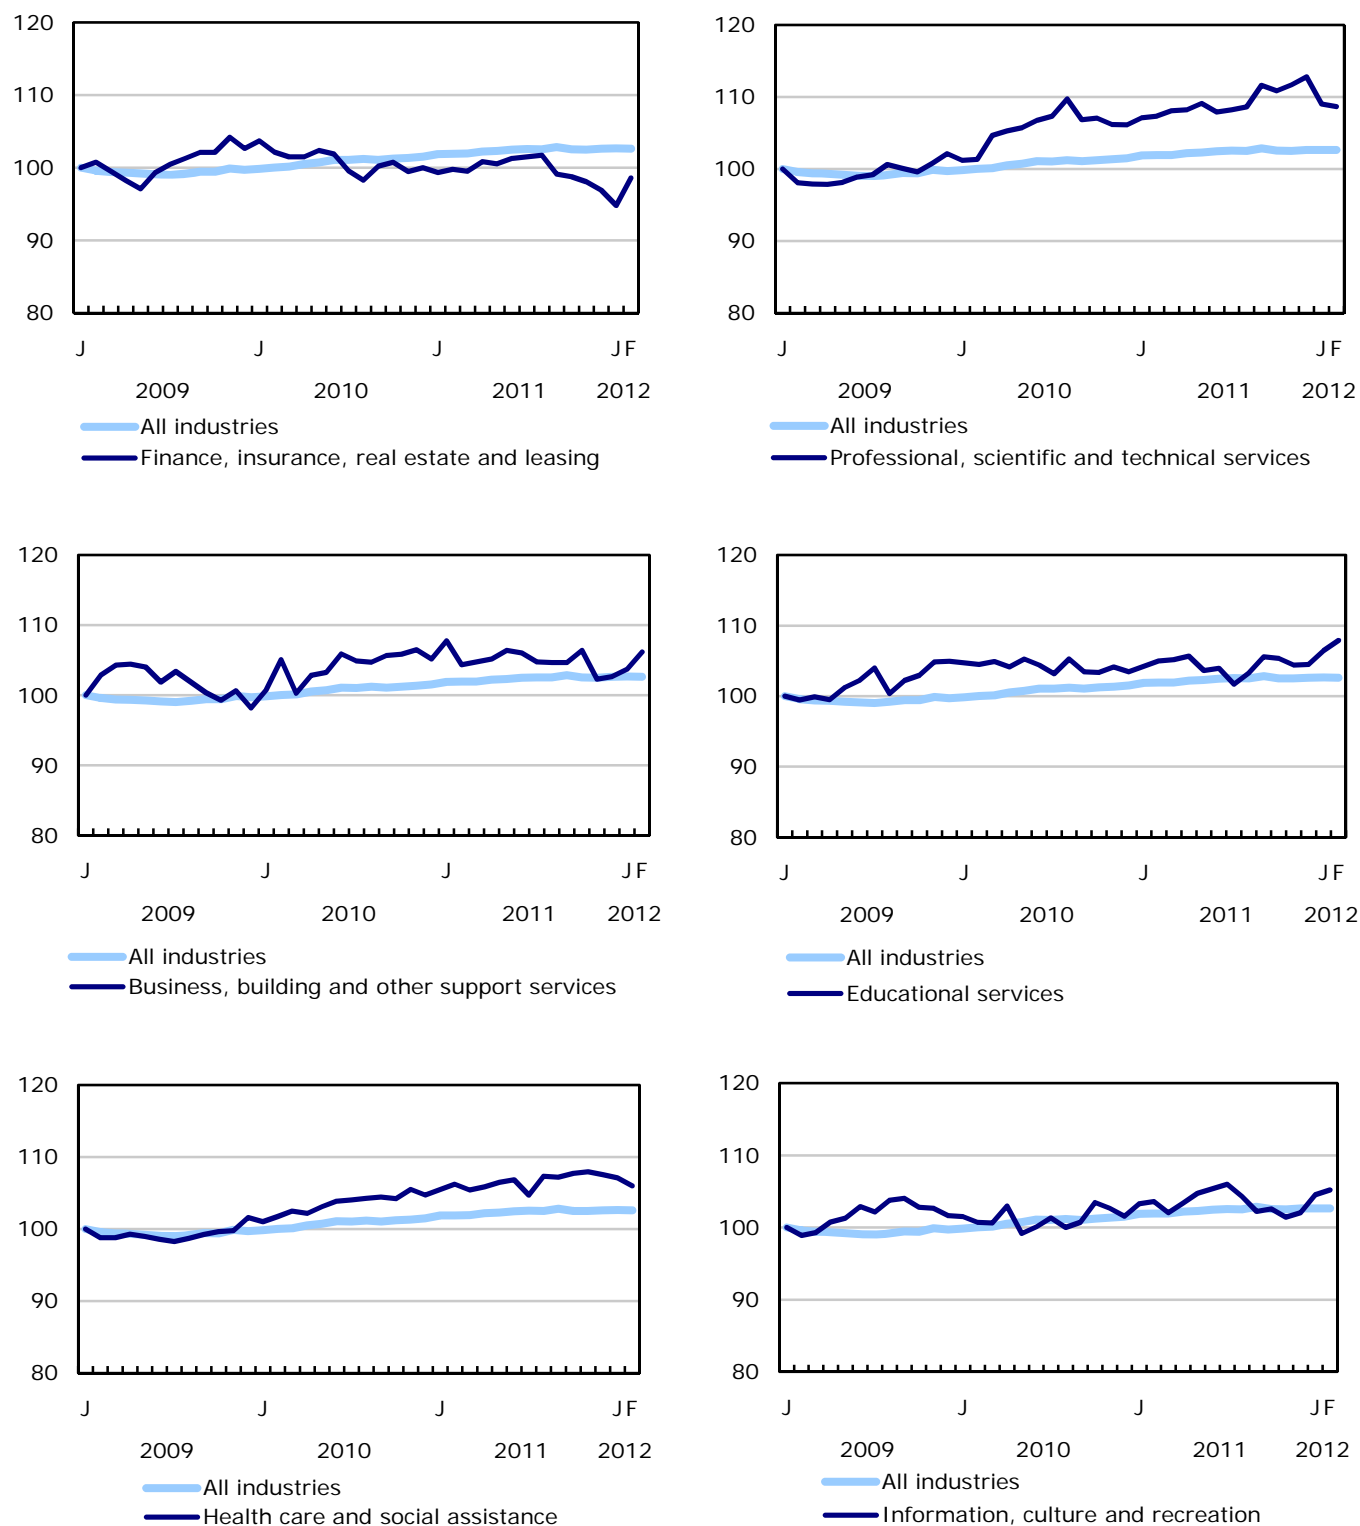 120
110
100
90
80
J J J J F
2009 2010 2011 2012
All industries
Finance, insurance, real estate and leasing
120
110
100
90
80
J J J J F
2009 2010 2011 2012
All industries
Professional, scientific and technical services
120
110
100
90
80
J J J J F
2009 2010 2011 2012
All industries
Business, building and other support services
120
110
100
90
80
J J J J F
2009 2010 2011 2012
All industries
Educational services
120
110
100
90
80
J J J J F
2009 2010 2011 2012
All industries
Health care and social assistance
120
110
100
90
80
J J J J F
2009 2010 2011 2012
All industries
Information, culture and recreation